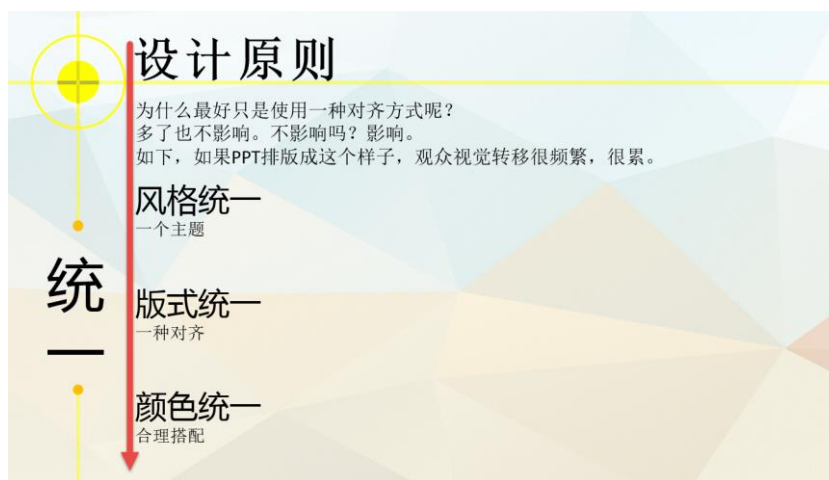 设计原则
为什么最好只是使用一种对齐方式呢？
多了也不影响。不影响吗？影响。
如下，如果PPT排版成这个样子，观众视觉转移很频繁，很累。
风格统一
一个主题
统一
版式统一
一种对齐
颜色统一
合理搭配